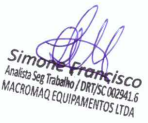 Simone Francisco
Analista Seg Trabalho / DRT/SC 002941.6
MACROMAQ EQUIPAMENTOS LTDA